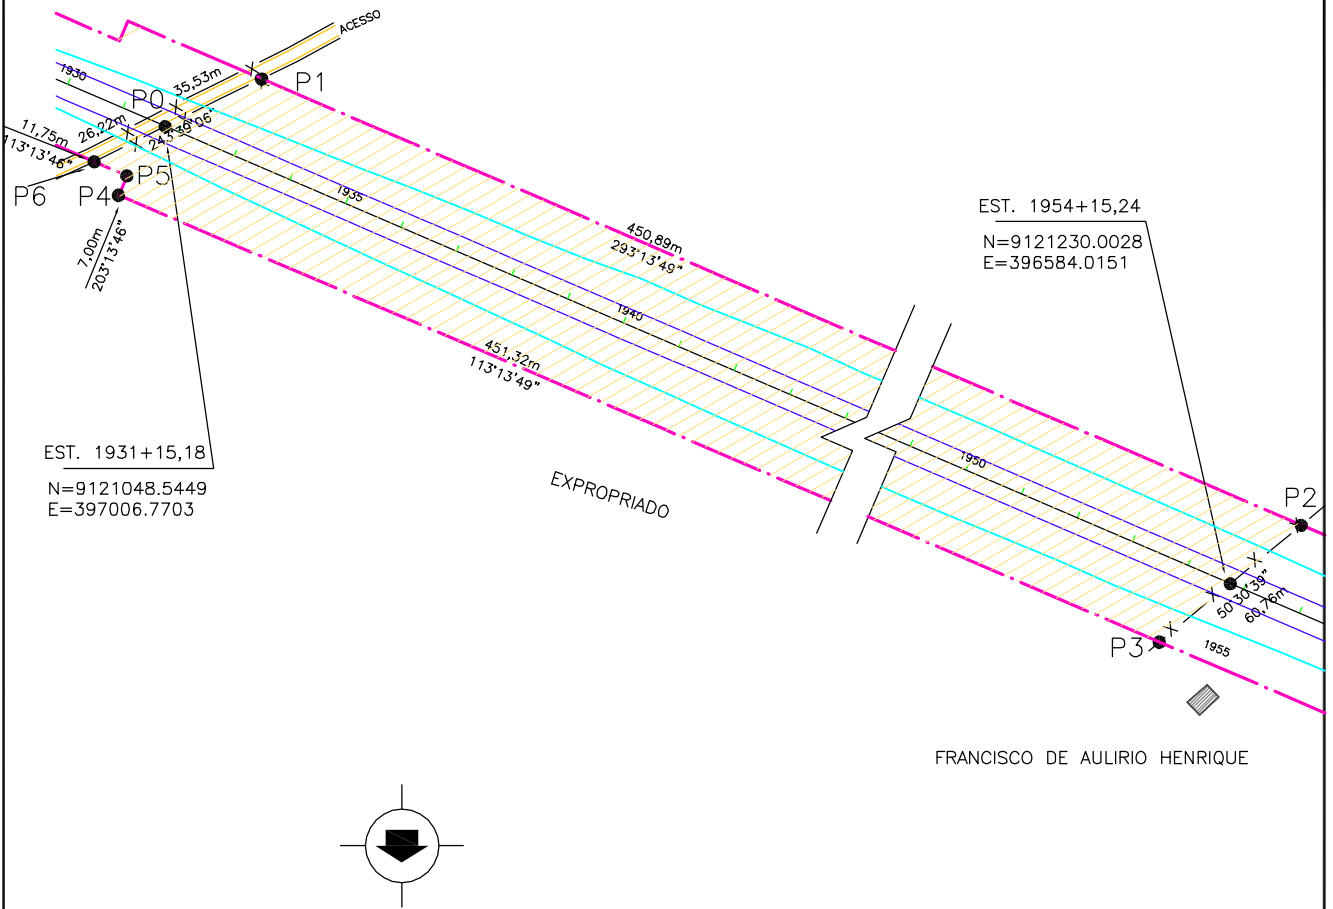 ACESSO
1930
35,53m
P1
P0
11,75m
113°13'46"
26,22m
243°39'06"
P6
P4
P5
7,00m
203°13'46"
1935
450,89m
293°13'49"
EST. 1954+15,24
N=9121230.0028
E=396584.0151
1940
451,32m
113°13'49"
EST. 1931+15,18
N=9121048.5449
E=397006.7703
EXPROPRIADO
1950
P2
50°30'39"
60,76m
P3
1955
FRANCISCO DE AULIRIO HENRIQUE